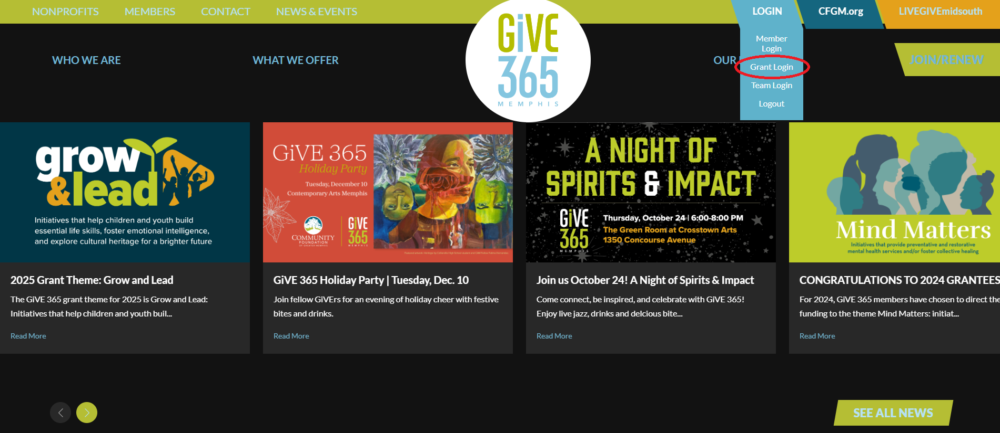 NONPROFITS
MEMBERS
CONTACT
NEWS & EVENTS
LOGIN
CFGM.org
LIVEGIVEmidsouth
Member
Login
Grant Login
Team Login
Logout
WHO WE ARE
WHAT WE OFFER
GiVE
365
MEMPHIS
OUR
JOIN/RENEW
grow
&lead
Initiatives that help children and youth build
essential life skills, foster emotional intelligence,
and explore cultural heritage for a brighter future
2025 Grant Theme: Grow and Lead
The GiVE 365 grant theme for 2025 is Grow and Lead:
Initiatives that help children and youth buil...
Read More
GiVE 365
Holiday Party
Tuesday, December 10
Contemporary Arts Memphis
COMMUNITY
FOUNDATION
OF GREATER MEMPHIS
GiVE
365
MEMPHIS
GiVE 365 Holiday Party | Tuesday, Dec. 10
Join fellow GiVErs for an evening of holiday cheer with festive
bites and drinks.
Read More
A NIGHT OF
SPIRITS & IMPACT
GiVE
365
MEMPHIS
Thursday, October 24 | 6:00-8:00 PM
The Green Room at Crosstown Arts
1350 Concourse Avenue
Join us October 24! A Night of Spirits & Impact
Come connect, be inspired, and celebrate with GiVE 365!
Enjoy live jazz, drinks and delcious bite...
Read More
Mind Matters
Initiatives that provide preventative and restorative
mental health services and/or foster collective healing
CONGRATULATIONS TO 2024 GRANTEES
For 2024, GiVE 365 members have chosen to direct the
funding to the theme Mind Matters: initiat...
Read More
SEE ALL NEWS